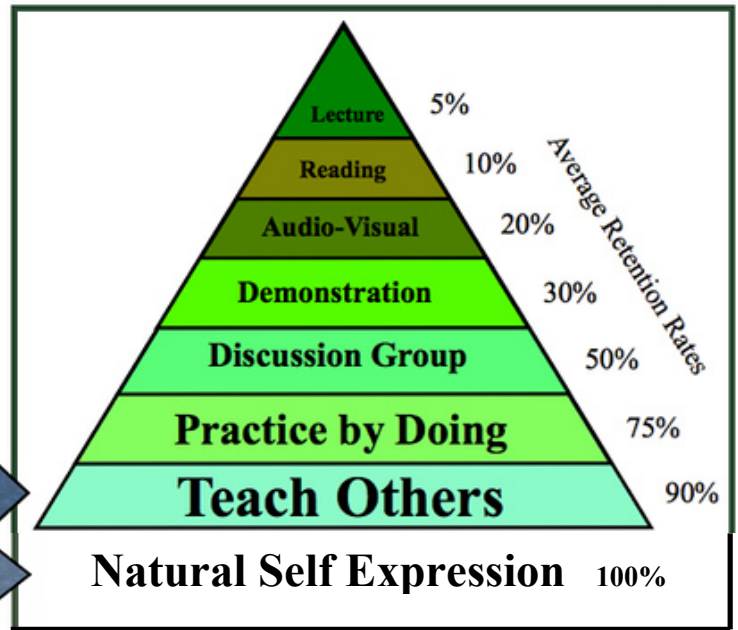 Lecture 5%
Reading 10%
Audio-Visual 20%
Demonstration 30%
Discussion Group 50%
Practice by Doing 75%
Teach Others 90%
Average Retention Rates
Natural Self Expression 100%